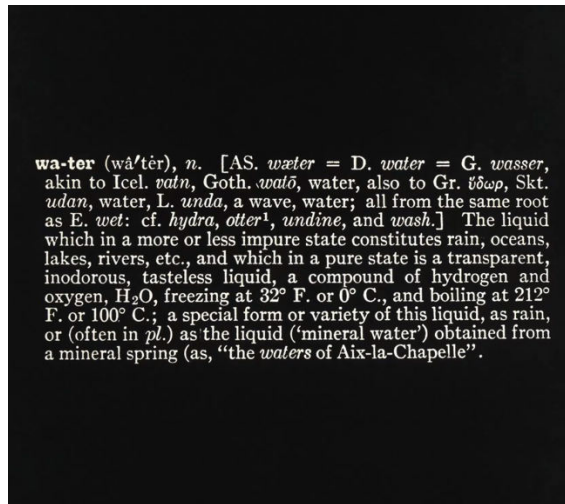 wa-ter (wâ′tėr), n. [AS. wæter = D. water = G. wasser,
akin to Icel. vatn, Goth. watō, water, also to Gr. ὕδωρ, Skt.
udan, water, L. unda, a wave, water; all from the same root
as E. wet: cf. hydra, otter¹, undine, and wash.] The liquid
which in a more or less impure state constitutes rain, oceans,
lakes, rivers, etc., and which in a pure state is a transparent,
inodorous, tasteless liquid, a compound of hydrogen and
oxygen, H₂O, freezing at 32° F. or 0° C., and boiling at 212°
F. or 100° C.; a special form or variety of this liquid, as rain,
or (often in pl.) as the liquid (‘mineral water’) obtained from
a mineral spring (as, “the waters of Aix-la-Chapelle”.